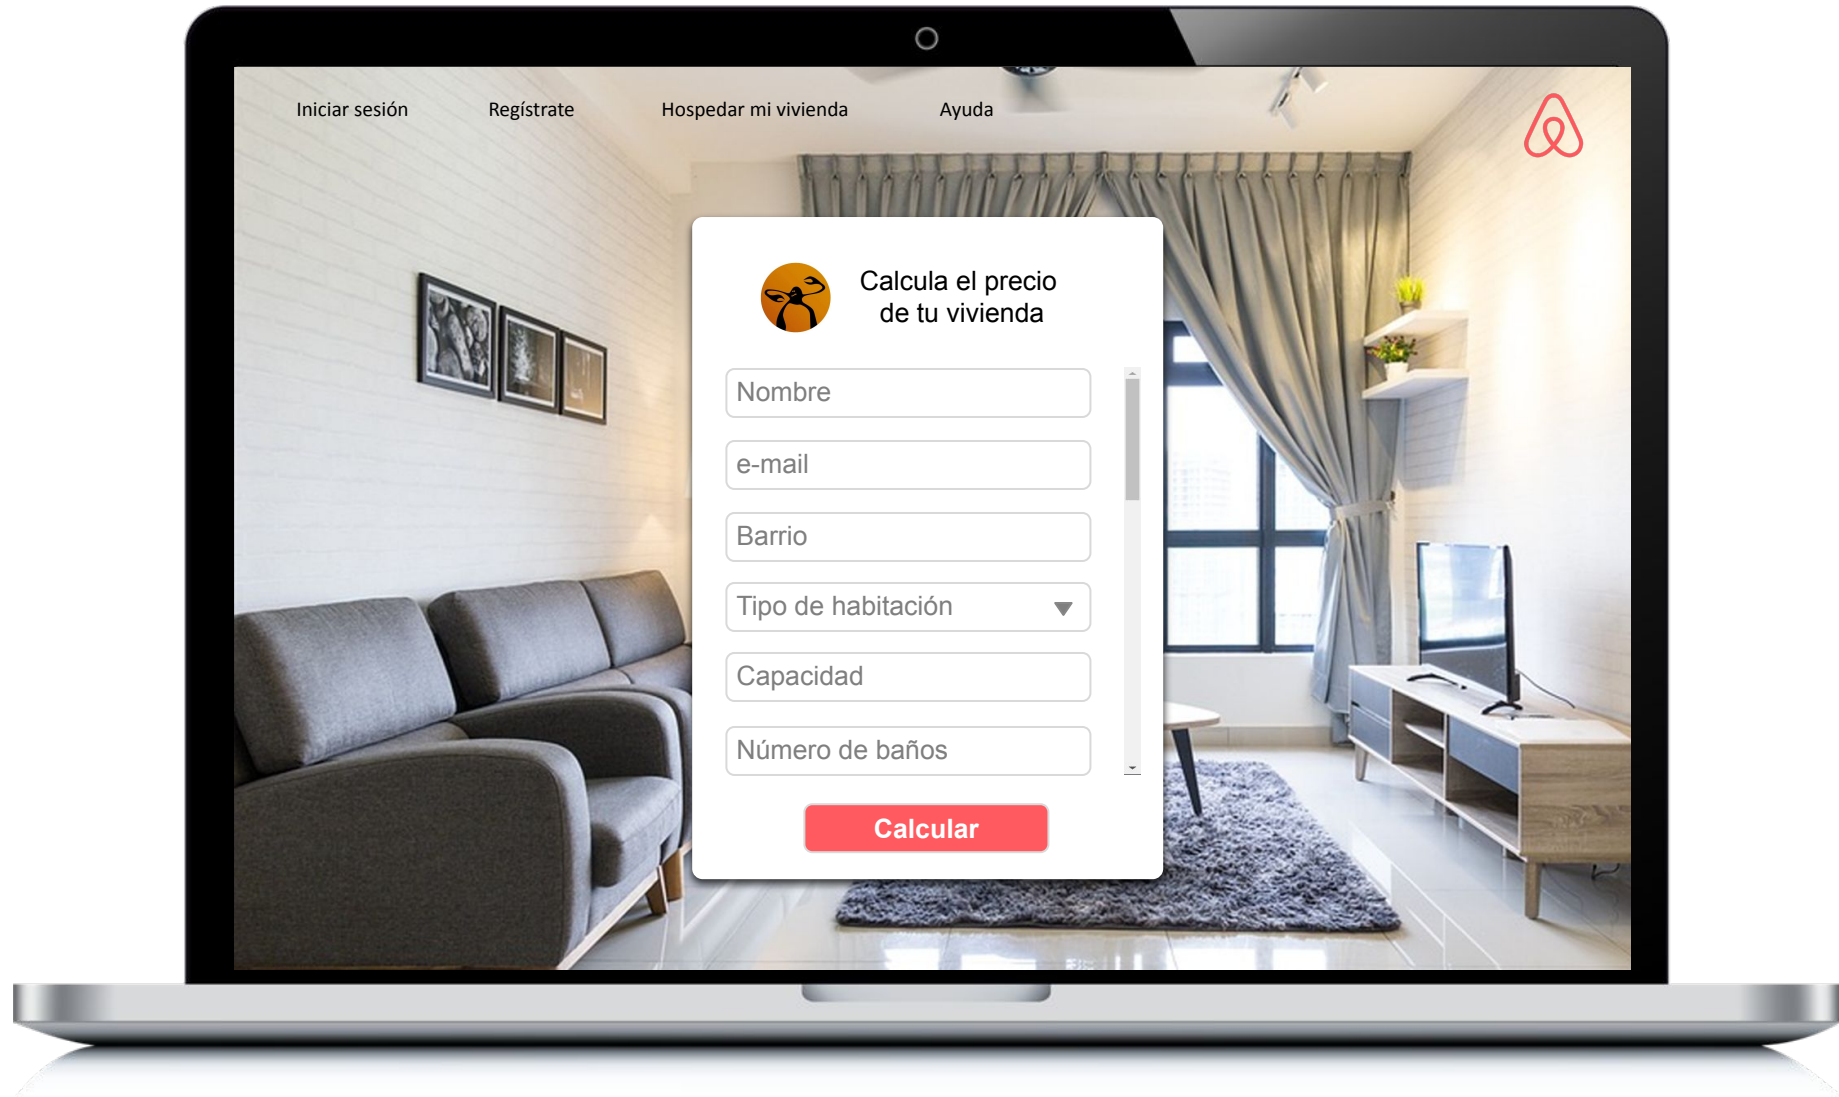 Iniciar sesión
Regístrate
Hospedar mi vivienda
Ayuda
Calcula el precio
de tu vivienda
Nombre
e-mail
Barrio
Tipo de habitación
Capacidad
Número de baños
Calcular